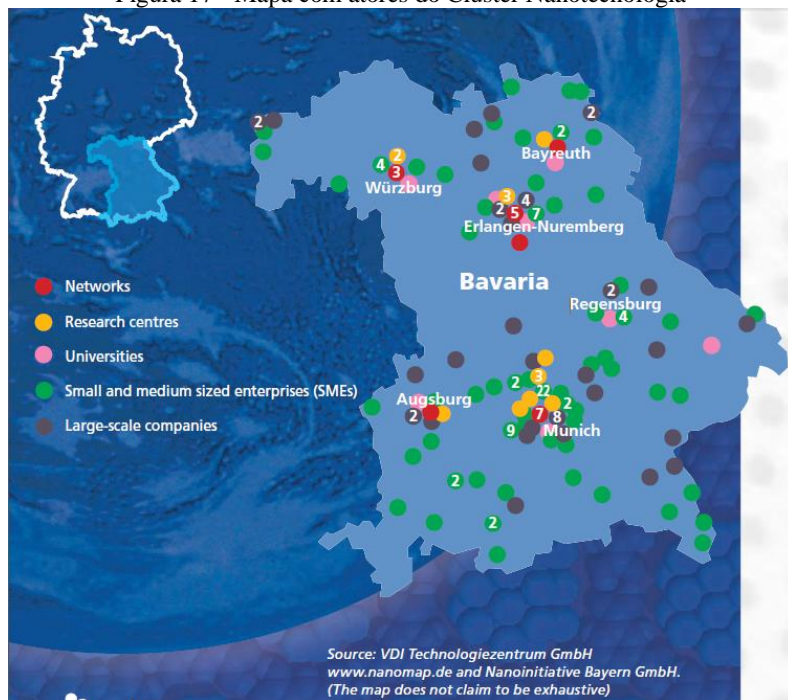 Figura 17 - Mapa com atores do Cluster Nanotecnologia
2
2
2
Bayreuth
4
3
Würzburg
3
4
2
5
7
Erlangen-Nuremberg
Bavaria
2
Regensburg
4
Networks
Research centres
Universities
Small and medium sized enterprises (SMEs)
Large-scale companies
3
2
22
2
Augsburg
2
7
8
9
Munich
2
2
Source: VDI Technologiezentrum GmbH
www.nanomap.de and Nanoinitiative Bayern GmbH.
(The map does not claim to be exhaustive)